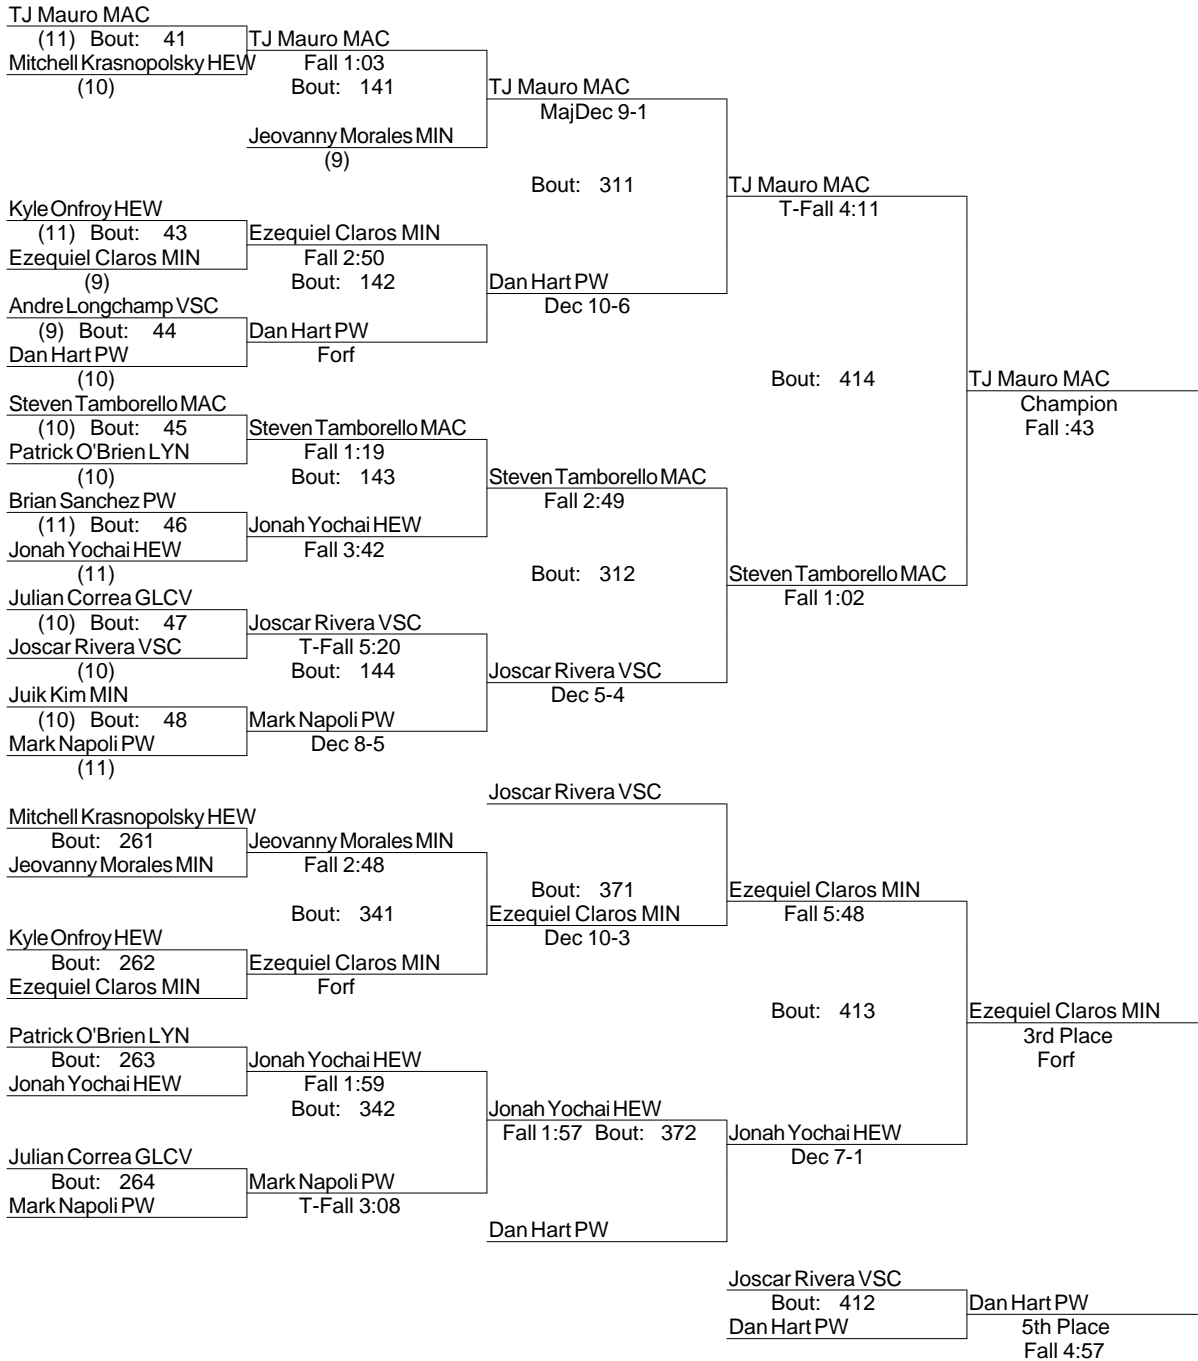 TJ Mauro MAC
(11) Bout: 41
TJ Mauro MAC
Mitchell Krasnopolsky HEW
Fall 1:03
(10)
Bout: 141
TJ Mauro MAC
MajDec 9-1
Jeovanny Morales MIN
(9)
Bout: 311
TJ Mauro MAC
T-Fall 4:11
Kyle Onfroy HEW
(11) Bout: 43
Ezequiel Claros MIN
Ezequiel Claros MIN
Fall 2:50
(9)
Bout: 142
Dan Hart PW
Dec 10-6
Andre Longchamp VSC
(9) Bout: 44
Dan Hart PW
Dan Hart PW
Forf
(10)
Bout: 414
TJ Mauro MAC
Champion
Fall :43
Steven Tamborello MAC
(10) Bout: 45
Steven Tamborello MAC
Patrick O'Brien LYN
Fall 1:19
(10)
Bout: 143
Steven Tamborello MAC
Fall 2:49
Brian Sanchez PW
(11) Bout: 46
Jonah Yochai HEW
Jonah Yochai HEW
Fall 3:42
(11)
Bout: 312
Steven Tamborello MAC
Fall 1:02
Julian Correa GLCV
(10) Bout: 47
Joscar Rivera VSC
Joscar Rivera VSC
T-Fall 5:20
(10)
Bout: 144
Joscar Rivera VSC
Dec 5-4
Juik Kim MIN
(10) Bout: 48
Mark Napoli PW
Mark Napoli PW
Dec 8-5
(11)
Joscar Rivera VSC
Mitchell Krasnopolsky HEW
Bout: 261
Jeovanny Morales MIN
Jeovanny Morales MIN
Fall 2:48
Bout: 371
Ezequiel Claros MIN
Fall 5:48
Bout: 341
Ezequiel Claros MIN
Dec 10-3
Kyle Onfroy HEW
Bout: 262
Ezequiel Claros MIN
Ezequiel Claros MIN
Forf
Bout: 413
Ezequiel Claros MIN
3rd Place
Forf
Patrick O'Brien LYN
Bout: 263
Jonah Yochai HEW
Jonah Yochai HEW
Fall 1:59
Bout: 342
Jonah Yochai HEW
Fall 1:57 Bout: 372
Jonah Yochai HEW
Dec 7-1
Julian Correa GLCV
Bout: 264
Mark Napoli PW
Mark Napoli PW
T-Fall 3:08
Dan Hart PW
Joscar Rivera VSC
Bout: 412
Dan Hart PW
Dan Hart PW
5th Place
Fall 4:57